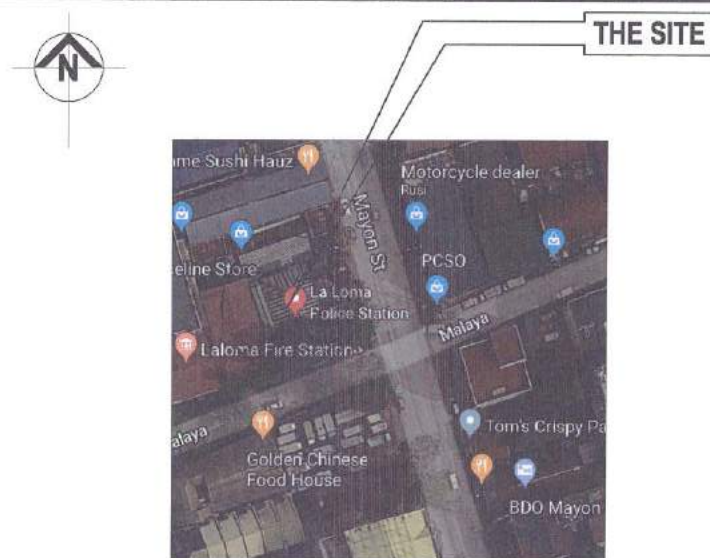 THE SITE
N
ime Sushi Hauz
Motorcycle dealer
Rusi
Mayon St
PCSO
eline Store
La Loma
Police Station
Malaya
Laloma Fire Station
alaya
Golden Chinese
Food House
Tom's Crispy Pa
BDO Mayon